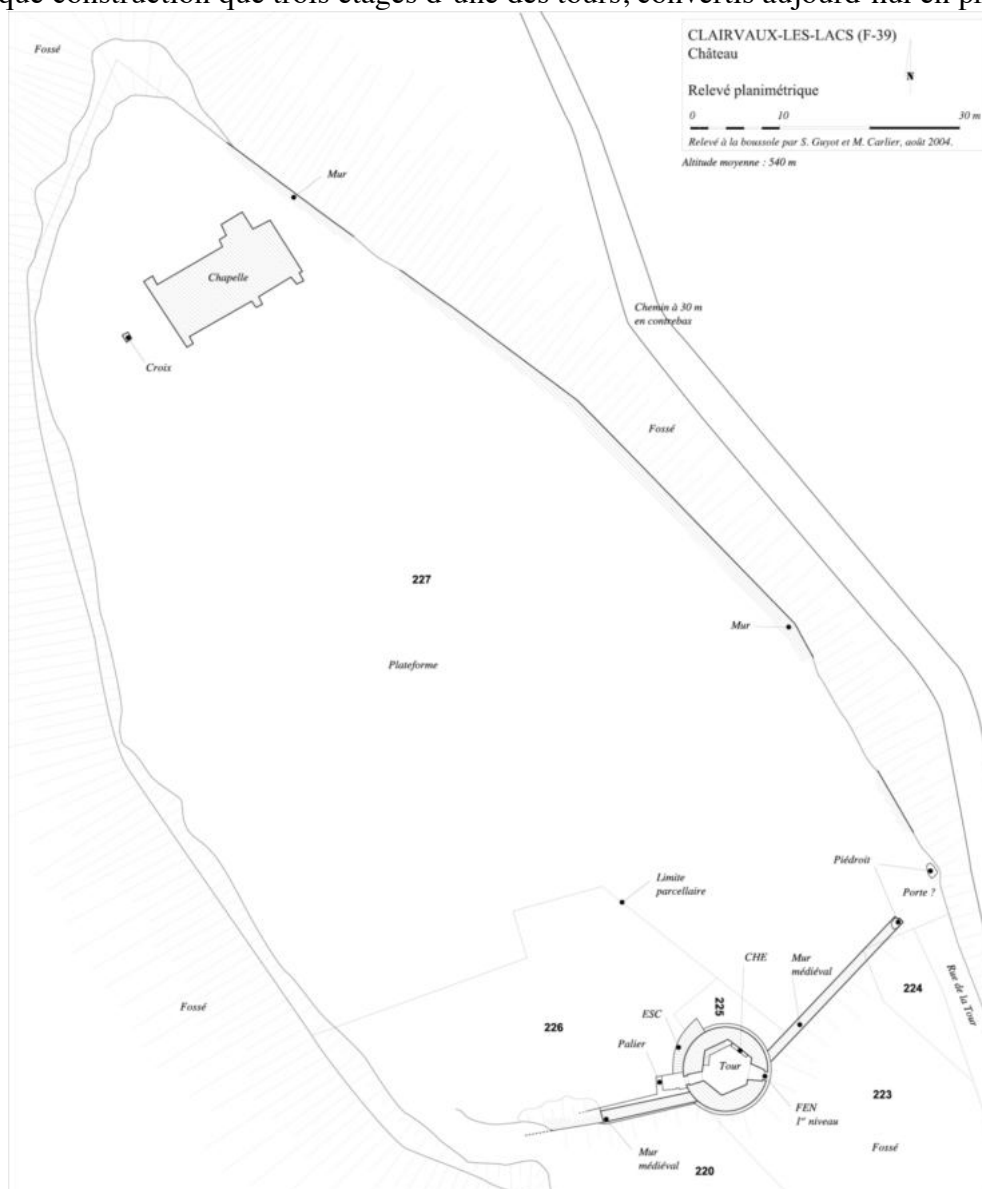 que construction que trois étages d'une des tours, convertis aujourd'hui en
CLAIRVAUX-LES-LACS (F-39)
Château
N
Relevé planimétrique
0 10 30 m
Relevé à la boussole par S. Guyot et M. Carlier, août 2004.
Altitude moyenne : 540 m
Fossé
Mur
Chapelle
Croix
Chemin à 30 m
en contrebas
Fossé
227
Mur
Plateforme
Piédroit
Porte ?
Limite
parcellaire
CHE
Mur
médiéval
224
Rue de la Tour
Fossé
226
225
ESC
Palier
Tour
223
FEN
1er niveau
Fossé
Mur
médiéval
220